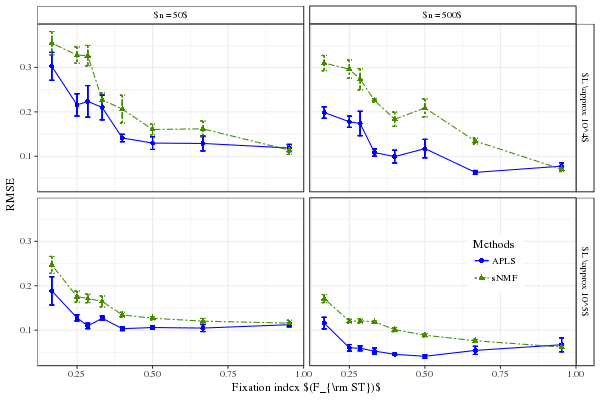 $n = 50$
$n = 500$
0.3
0.2
0.1
$L \approx 10^4$
RMSE
0.3
0.2
0.1
Methods
APLS
sNMF
$L \approx 10^5$
0.25
0.50
0.75
1.00
0.25
0.50
0.75
1.00
Fixation index $(F_{\rm ST})$